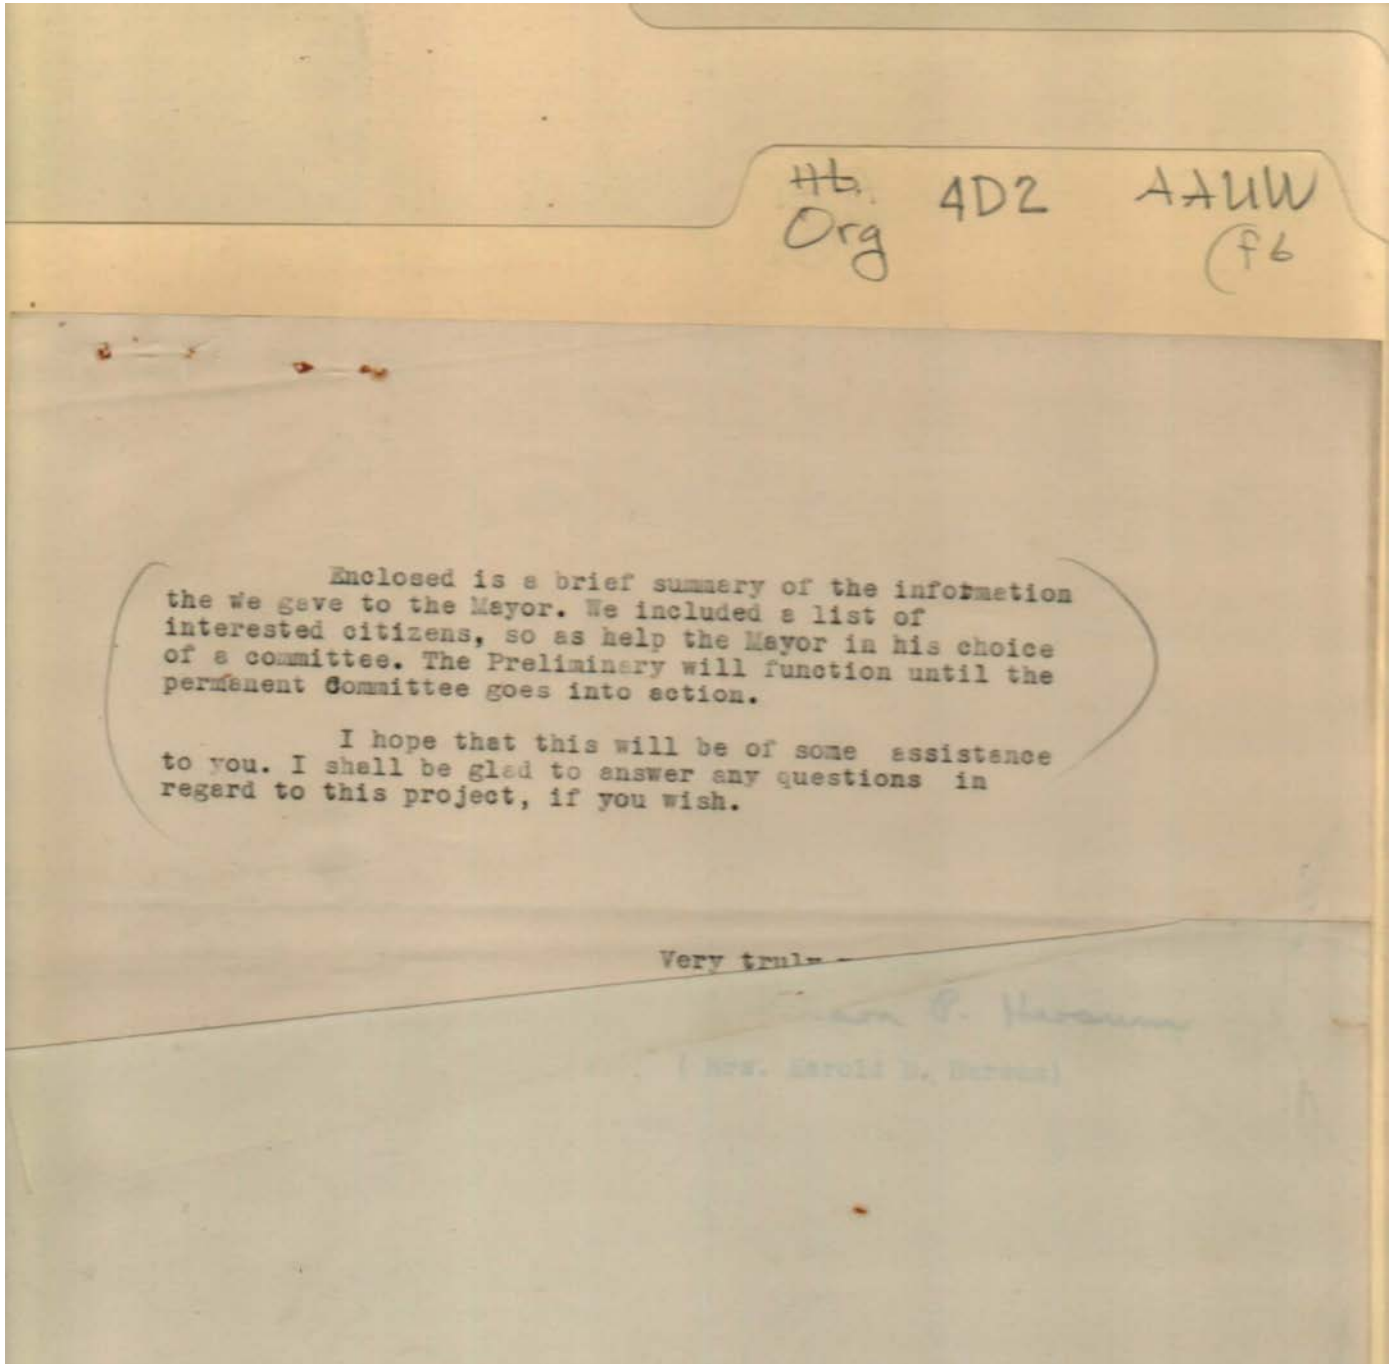 Hb. 4D2 AAUW
Org (f6
Enclosed is a brief summary of the information
the We gave to the Mayor. We included a list of
interested citizens, so as help the Mayor in his choice
of a committee. The Preliminary will function until the
permanent Committee goes into action.
I hope that this will be of some assistance
to you. I shall be glad to answer any questions in
regard to this project, if you wish.
Very truly
P.
( Mrs. Harold